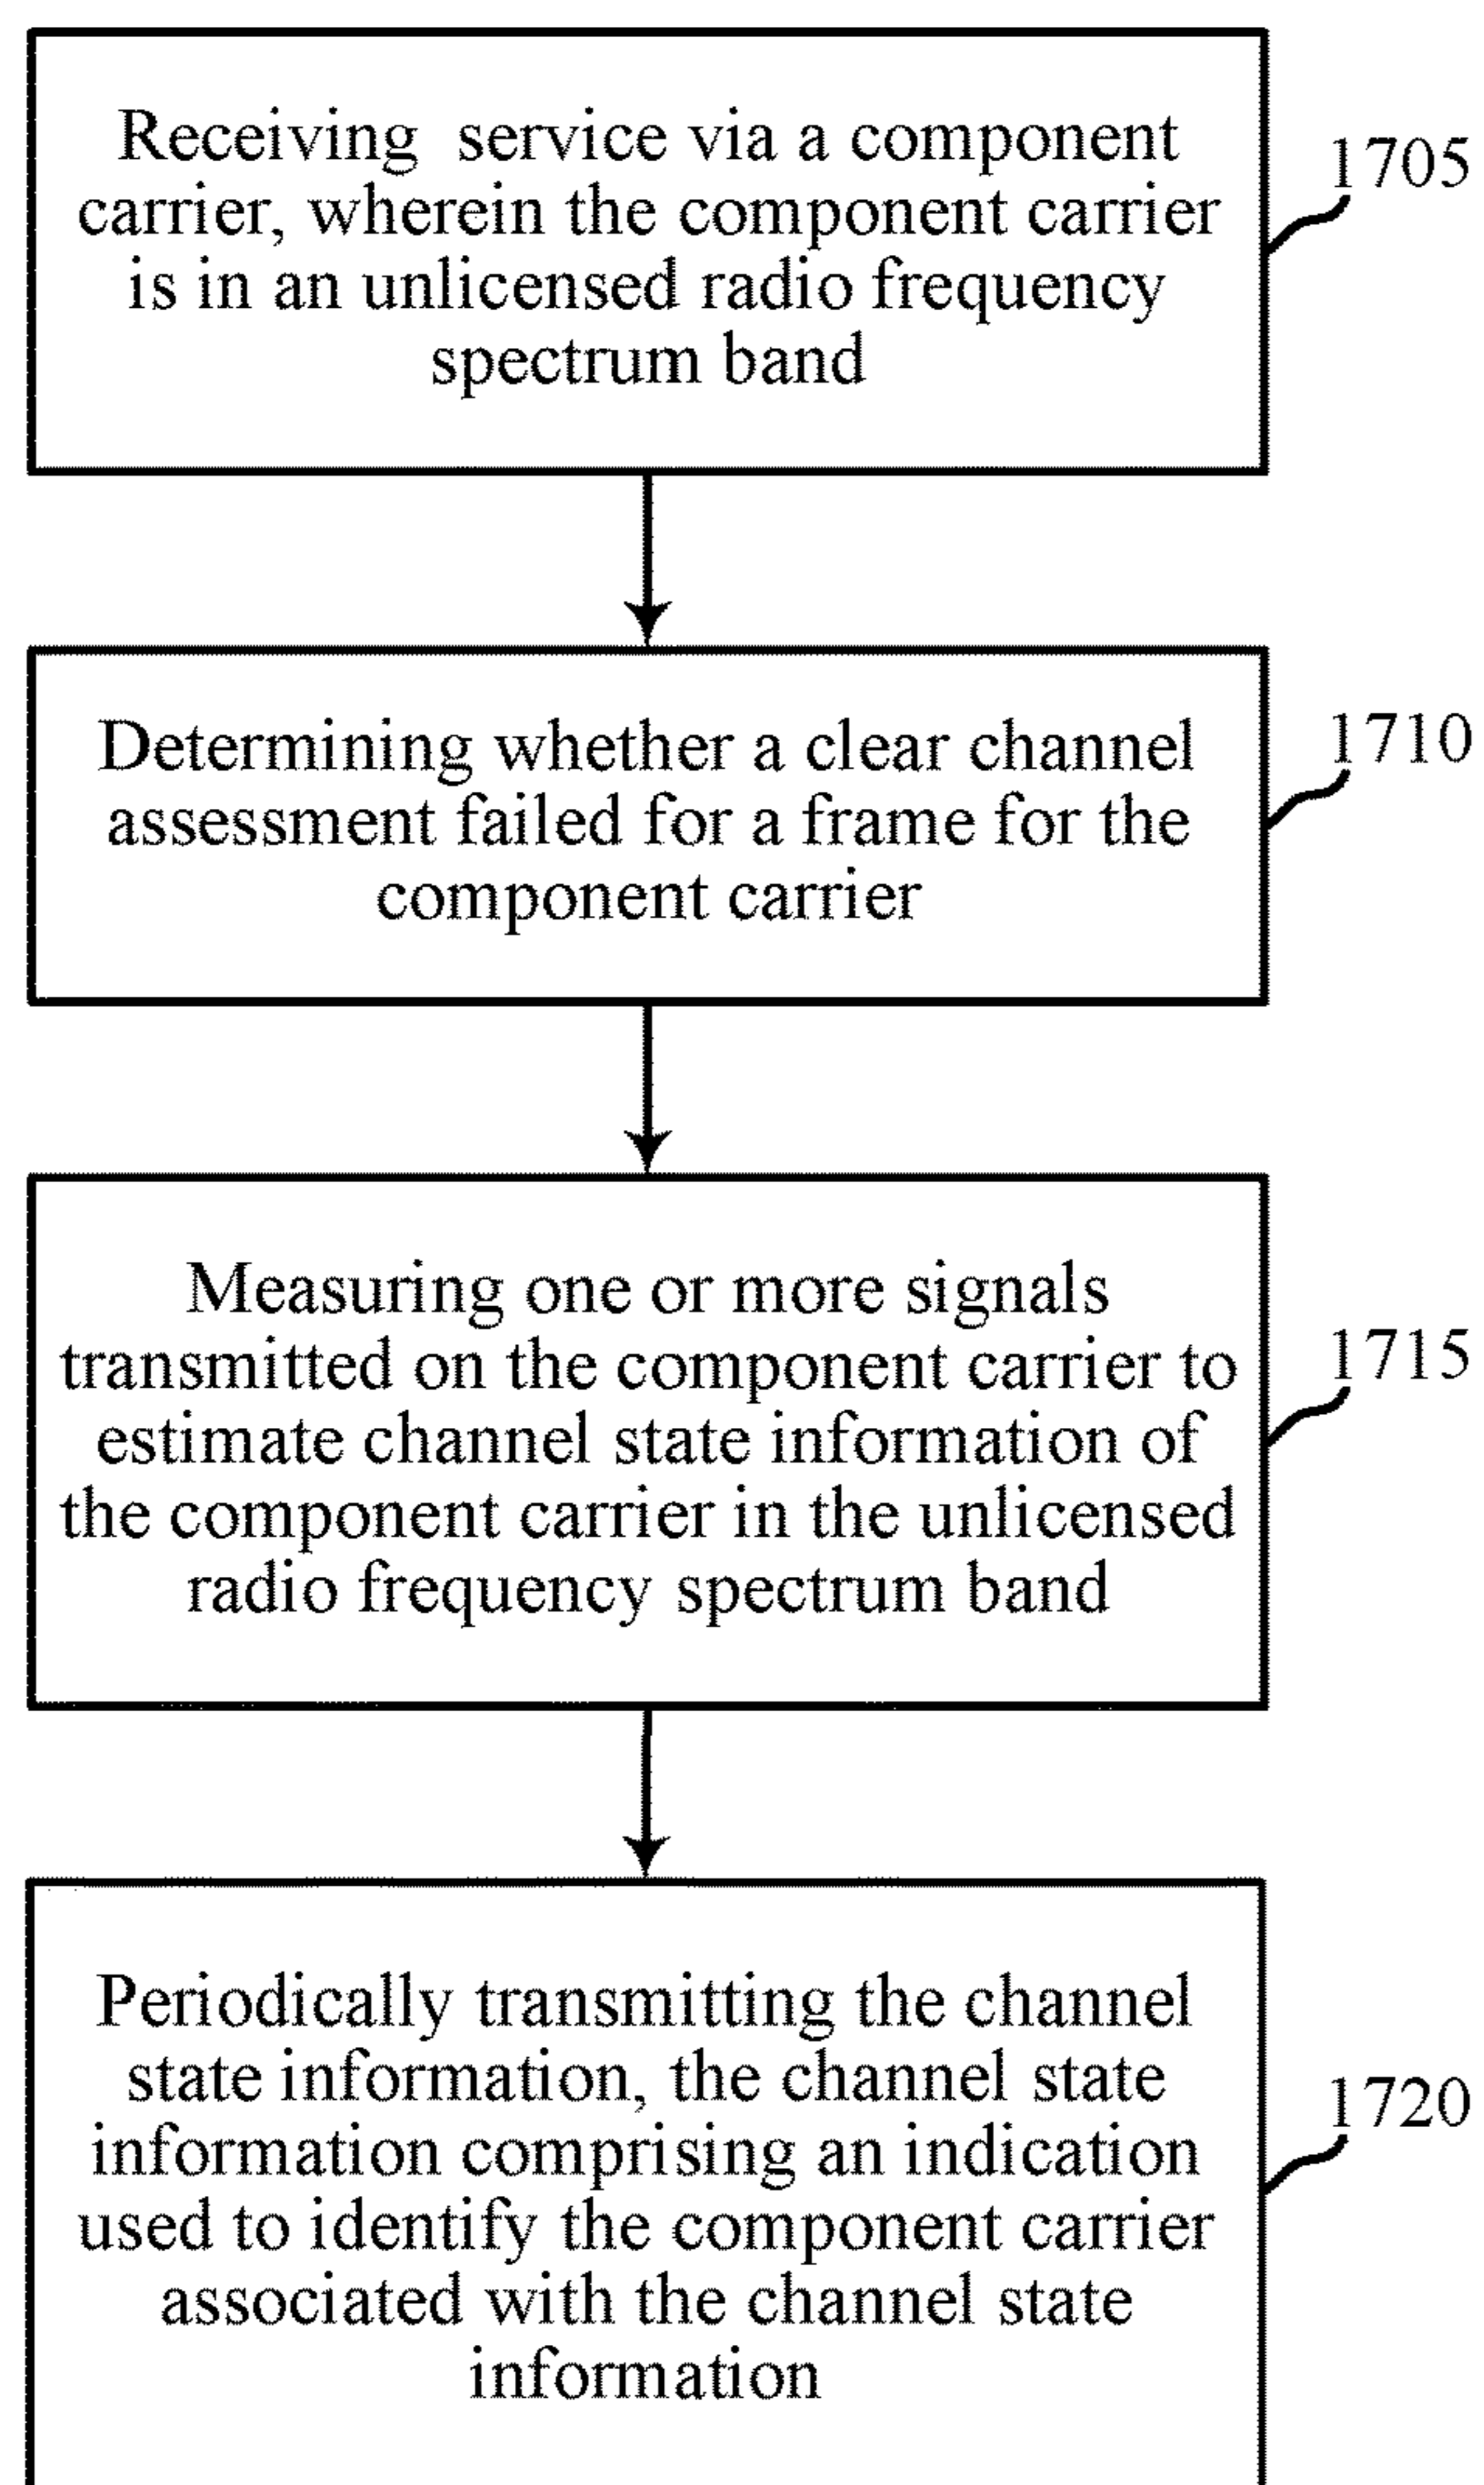 Receiving service via a component
carrier, wherein the component carrier
is in an unlicensed radio frequency
spectrum band
1705
Determining whether a clear channel
assessment failed for a frame for the
component carrier
1710
Measuring one or more signals
transmitted on the component carrier to
estimate channel state information of
the component carrier in the unlicensed
radio frequency spectrum band
1715
Periodically transmitting the channel
state information, the channel state
information comprising an indication
used to identify the component carrier
associated with the channel state
information
1720